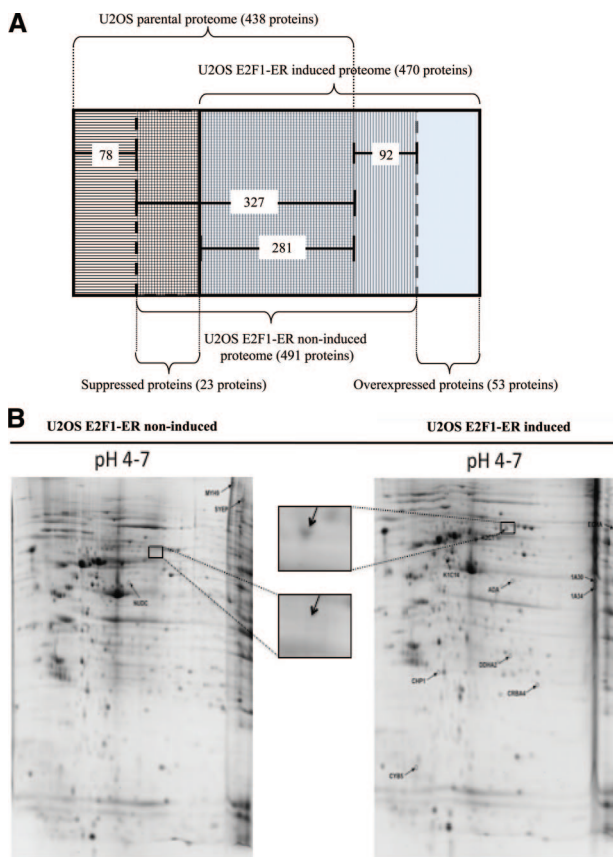 A
U2OS parental proteome (438 proteins)
U2OS E2F1-ER induced proteome (470 proteins)
78
92
327
281
U2OS E2F1-ER non-induced
proteome (491 proteins)
Suppressed proteins (23 proteins)
Overexpressed proteins (53 proteins)
B
U2OS E2F1-ER non-induced
U2OS E2F1-ER induced
pH 4-7
pH 4-7
MYH9
SYEP
NUDC
K1C10
ADA
1A30
1A34
DDHA2
CHP1
CRBA4
CYB5